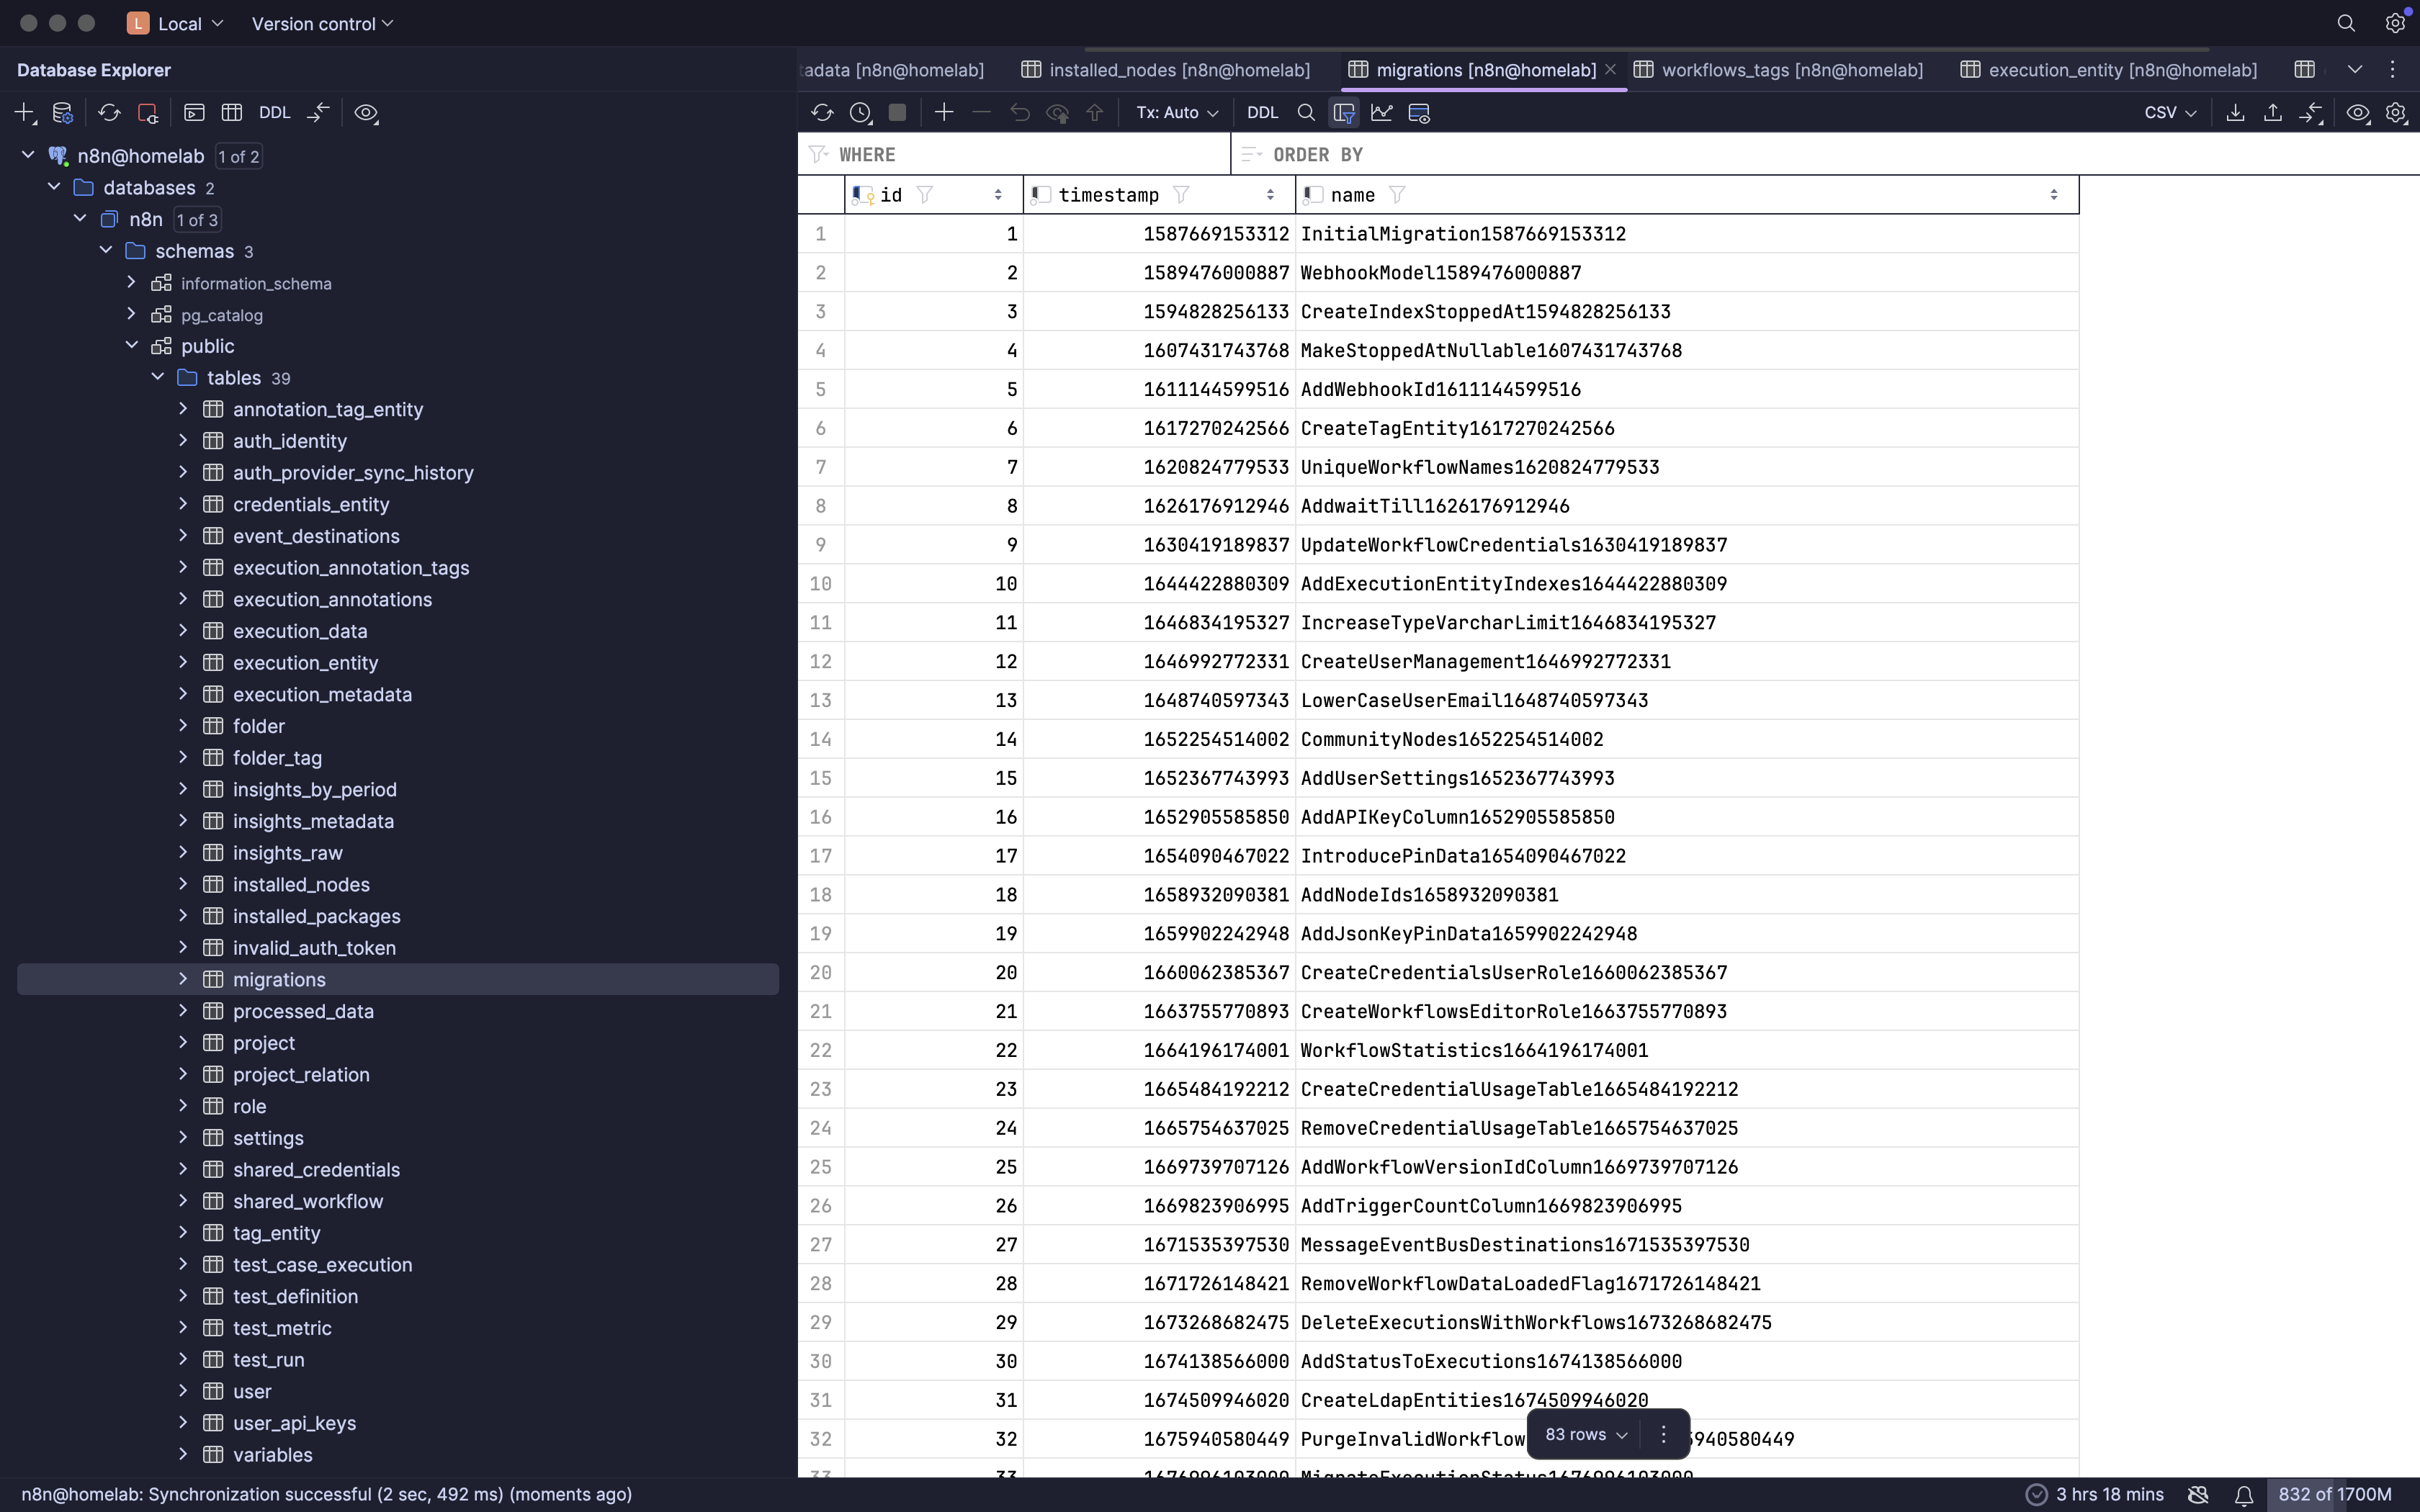 L Local Version control
Database Explorer
tadata [n8n@homelab] installed_nodes [n8n@homelab] migrations [n8n@homelab] workflows_tags [n8n@homelab] execution_entity [n8n@homelab]
DDL
Tx: Auto DDL CSV
n8n@homelab 1 of 2
databases 2
n8n 1 of 3
schemas 3
information_schema
pg_catalog
public
tables 39
annotation_tag_entity
auth_identity
auth_provider_sync_history
credentials_entity
event_destinations
execution_annotation_tags
execution_annotations
execution_data
execution_entity
execution_metadata
folder
folder_tag
insights_by_period
insights_metadata
insights_raw
installed_nodes
installed_packages
invalid_auth_token
migrations
processed_data
project
project_relation
role
settings
shared_credentials
shared_workflow
tag_entity
test_case_execution
test_definition
test_metric
test_run
user
user_api_keys
variables
WHERE ORDER BY
id timestamp name
1 1 1587669153312 InitialMigration1587669153312
2 2 1589476000887 WebhookModel1589476000887
3 3 1594828256133 CreateIndexStoppedAt1594828256133
4 4 1607431743768 MakeStoppedAtNullable1607431743768
5 5 1611144599516 AddWebhookId1611144599516
6 6 1617270242566 CreateTagEntity1617270242566
7 7 1620824779533 UniqueWorkflowNames1620824779533
8 8 1626176912946 AddwaitTill1626176912946
9 9 1630419189837 UpdateWorkflowCredentials1630419189837
10 10 1644422880309 AddExecutionEntityIndexes1644422880309
11 11 1646834195327 IncreaseTypeVarcharLimit1646834195327
12 12 1646992772331 CreateUserManagement1646992772331
13 13 1648740597343 LowerCaseUserEmail1648740597343
14 14 1652254514002 CommunityNodes1652254514002
15 15 1652367743993 AddUserSettings1652367743993
16 16 1652905585850 AddAPIKeyColumn1652905585850
17 17 1654090467022 IntroducePinData1654090467022
18 18 1658932090381 AddNodeIds1658932090381
19 19 1659902242948 AddJsonKeyPinData1659902242948
20 20 1660062385367 CreateCredentialsUserRole1660062385367
21 21 1663755770893 CreateWorkflowsEditorRole1663755770893
22 22 1664196174001 WorkflowStatistics1664196174001
23 23 1665484192212 CreateCredentialUsageTable1665484192212
24 24 1665754637025 RemoveCredentialUsageTable1665754637025
25 25 1669739707126 AddWorkflowVersionIdColumn1669739707126
26 26 1669823906995 AddTriggerCountColumn1669823906995
27 27 1671535397530 MessageEventBusDestinations1671535397530
28 28 1671726148421 RemoveWorkflowDataLoadedFlag1671726148421
29 29 1673268682475 DeleteExecutionsWithWorkflows1673268682475
30 30 1674138566000 AddStatusToExecutions1674138566000
31 31 1674509946020 CreateLdapEntities1674509946020
32 32 1675940580449 PurgeInvalidWorkflow 5940580449
33 33 1676996103000 MigrateExecutionStatus1676996103000
83 rows
n8n@homelab: Synchronization successful (2 sec, 492 ms) (moments ago)
3 hrs 18 mins 832 of 1700M